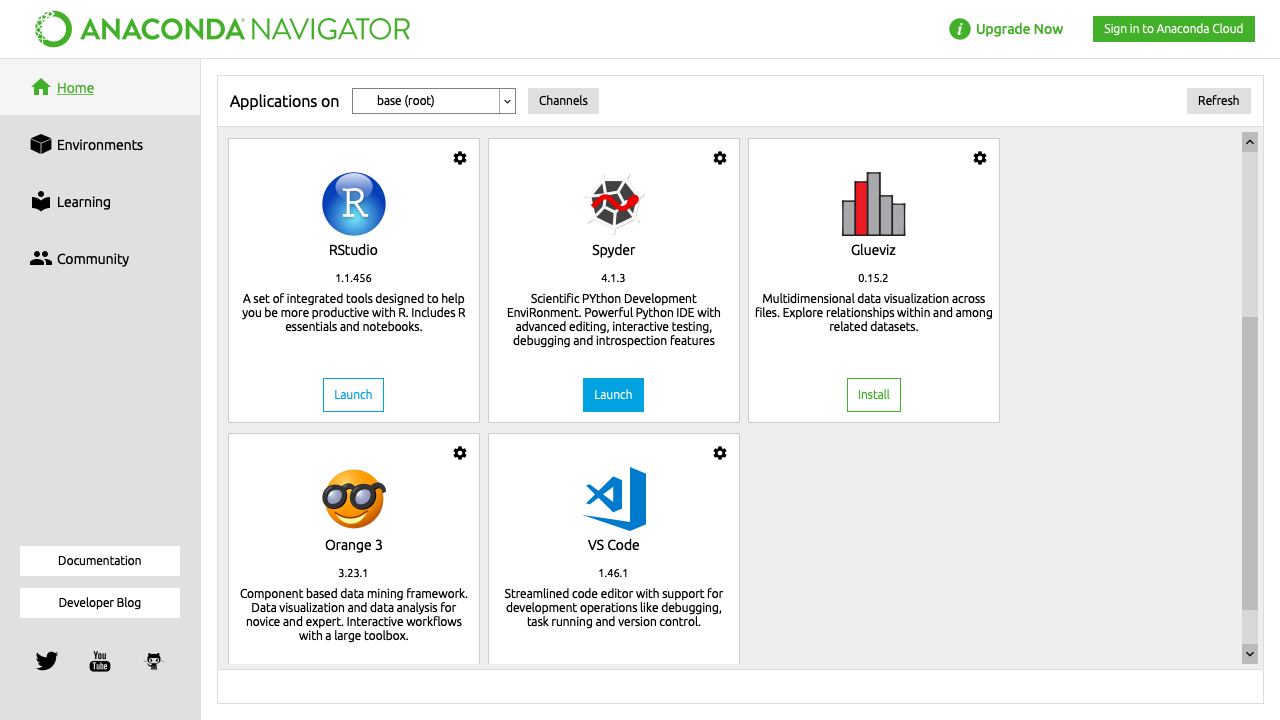 ANACONDA NAVIGATOR
Upgrade Now
Sign in to Anaconda Cloud
Home
Environments
Learning
Community
Documentation
Developer Blog
You
Tube
Applications on
base (root)
Channels
Refresh
R
RStudio
1.1.456
A set of integrated tools designed to help
you be more productive with R. Includes R
essentials and notebooks.
Launch
Spyder
4.1.3
Scientific PYthon Development
EnviRonment. Powerful Python IDE with
advanced editing, interactive testing,
debugging and introspection features
Launch
Glueviz
0.15.2
Multidimensional data visualization across
files. Explore relationships within and among
related datasets.
Install
Orange 3
3.23.1
Component based data mining framework.
Data visualization and data analysis for
novice and expert. Interactive workflows
with a large toolbox.
VS Code
1.46.1
Streamlined code editor with support for
development operations like debugging,
task running and version control.